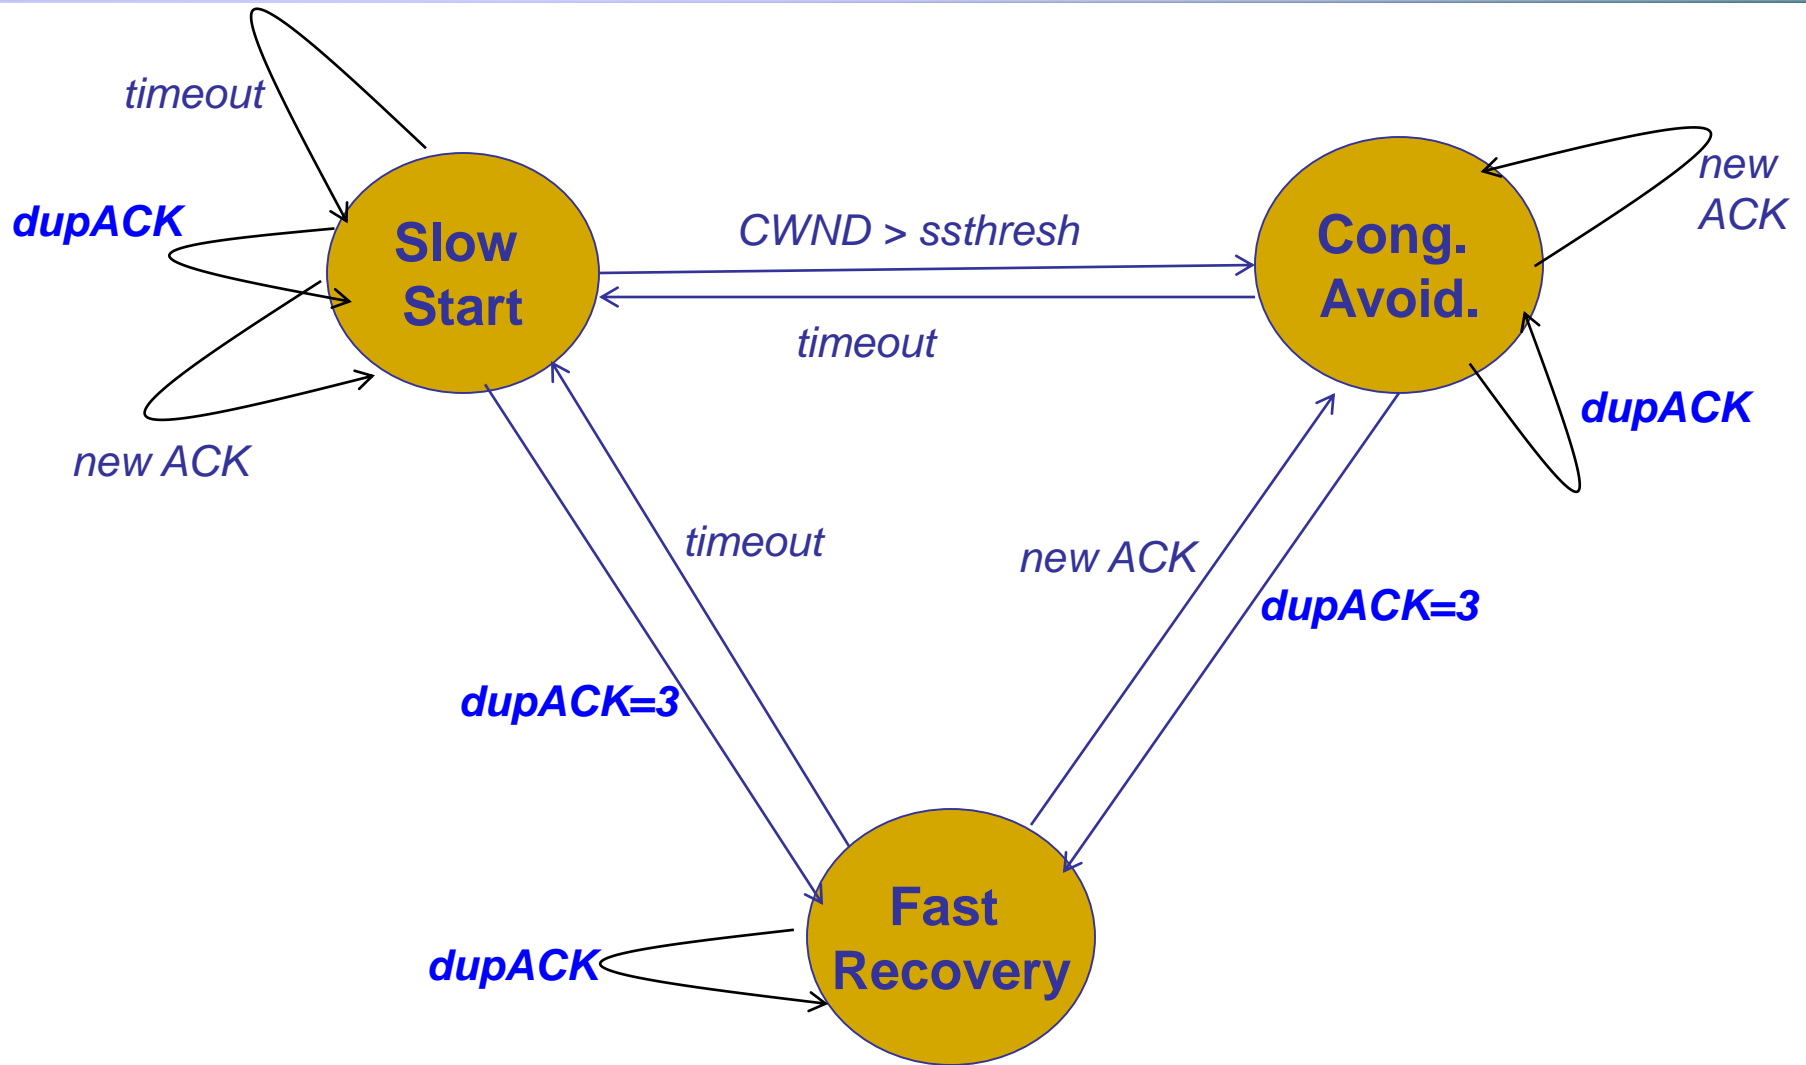 timeout
dupACK
Slow
Start
new ACK
CWND > ssthresh
timeout
Cong.
Avoid.
new
ACK
dupACK
timeout
new ACK
dupACK=3
dupACK=3
Fast
Recovery
dupACK